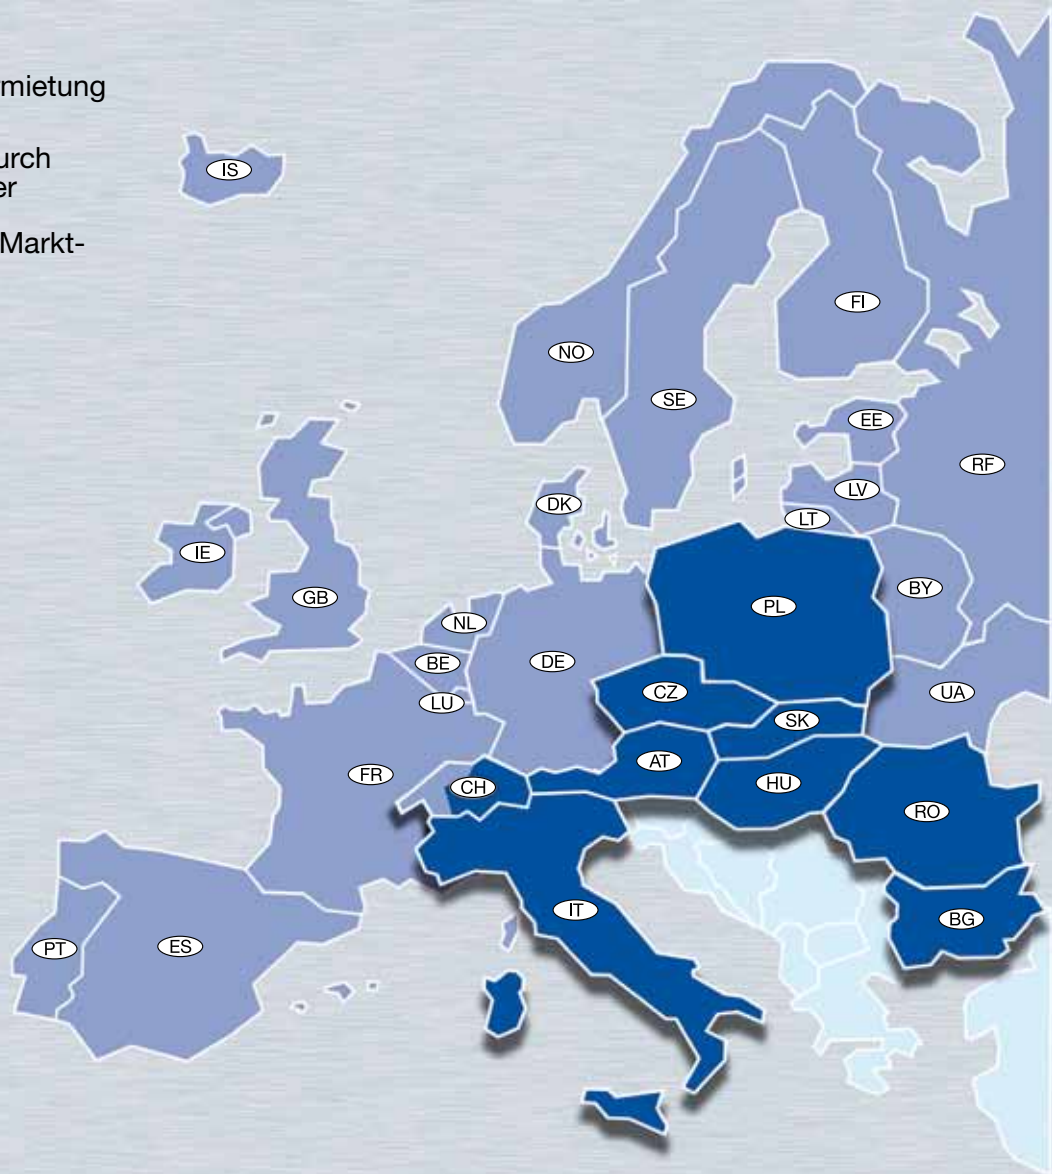 rmietung
urch
er
Markt-
IS
FI
NO
SE
EE
RF
LV
DK
LT
IE
BY
GB
PL
NL
DE
BE
CZ
UA
LU
SK
AT
FR
HU
CH
RO
IT
BG
PT
ES